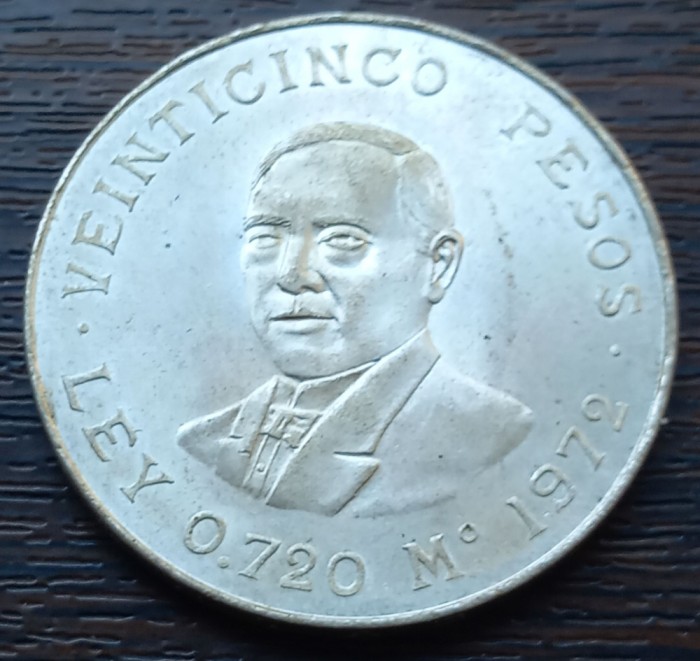 · VEINTICINCO PESOS ·
LEY 0.720 Mº 1972